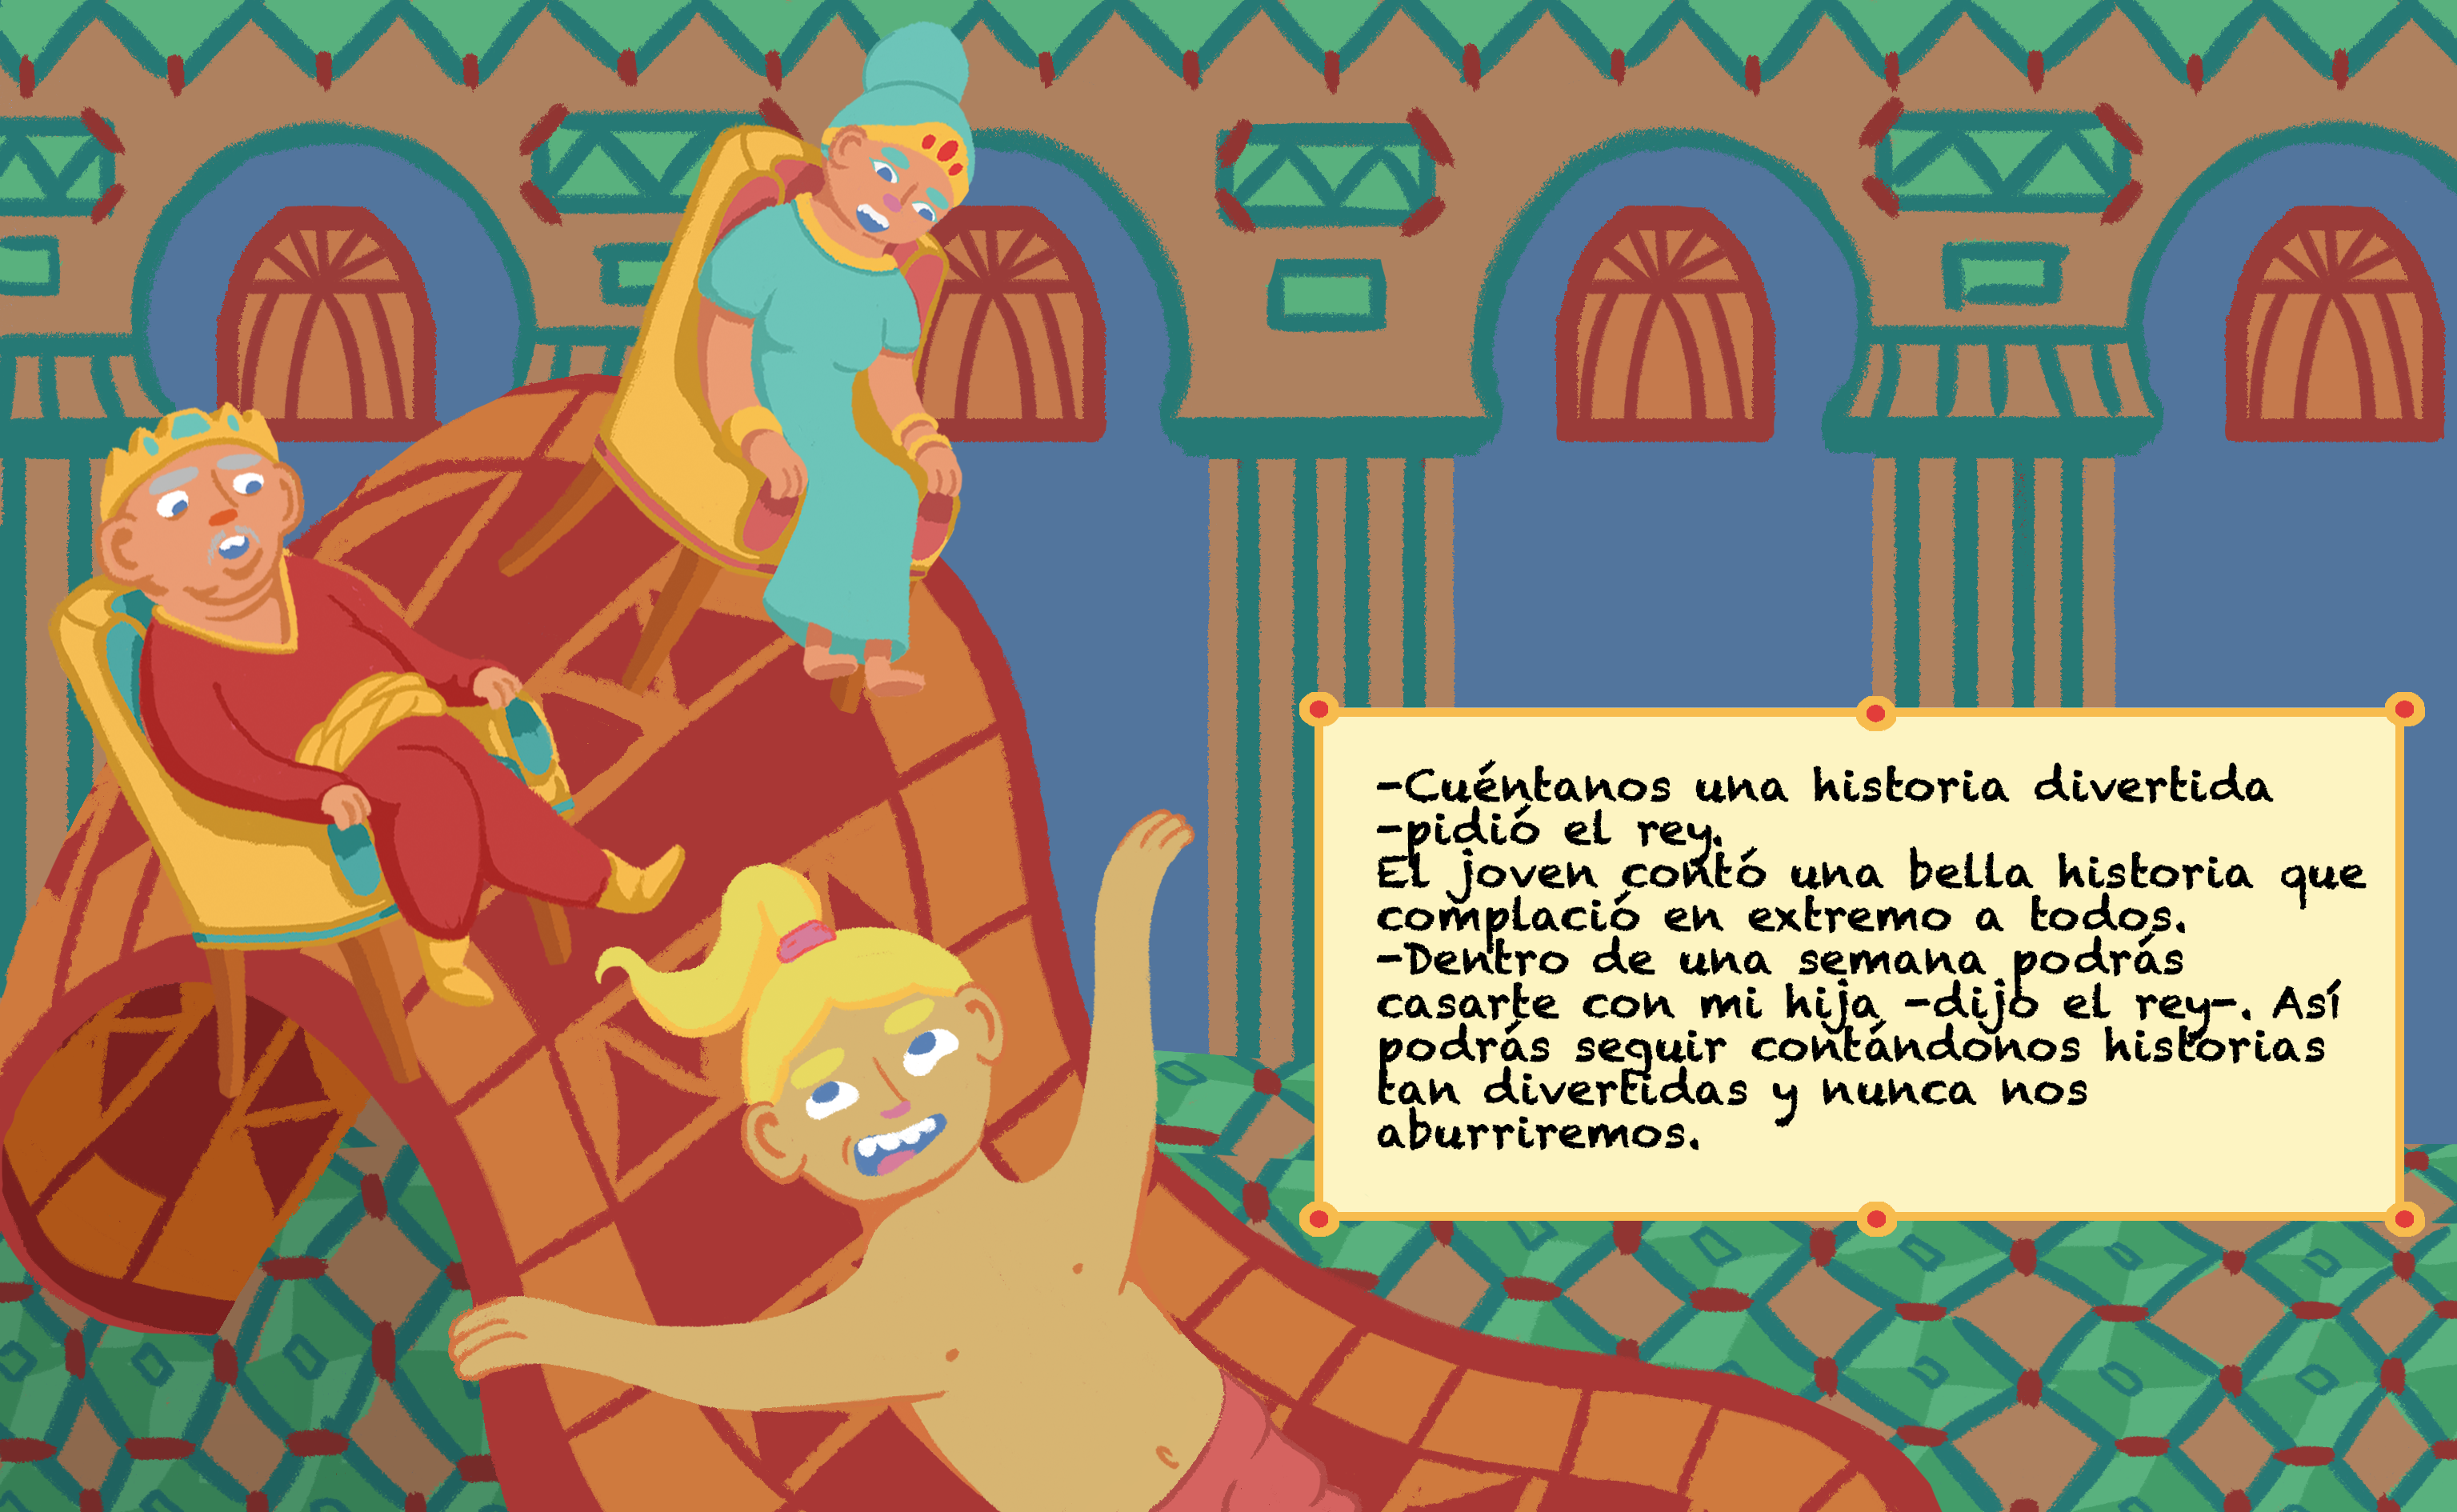 -Cuéntanos una historia divertida
-pidió el rey.
El joven contó una bella historia que
complació en extremo a todos.
-Dentro de una semana podrás
casarte con mi hija -dijo el rey-. Así
podrás seguir contándonos historias
tan divertidas y nunca nos
aburriremos.